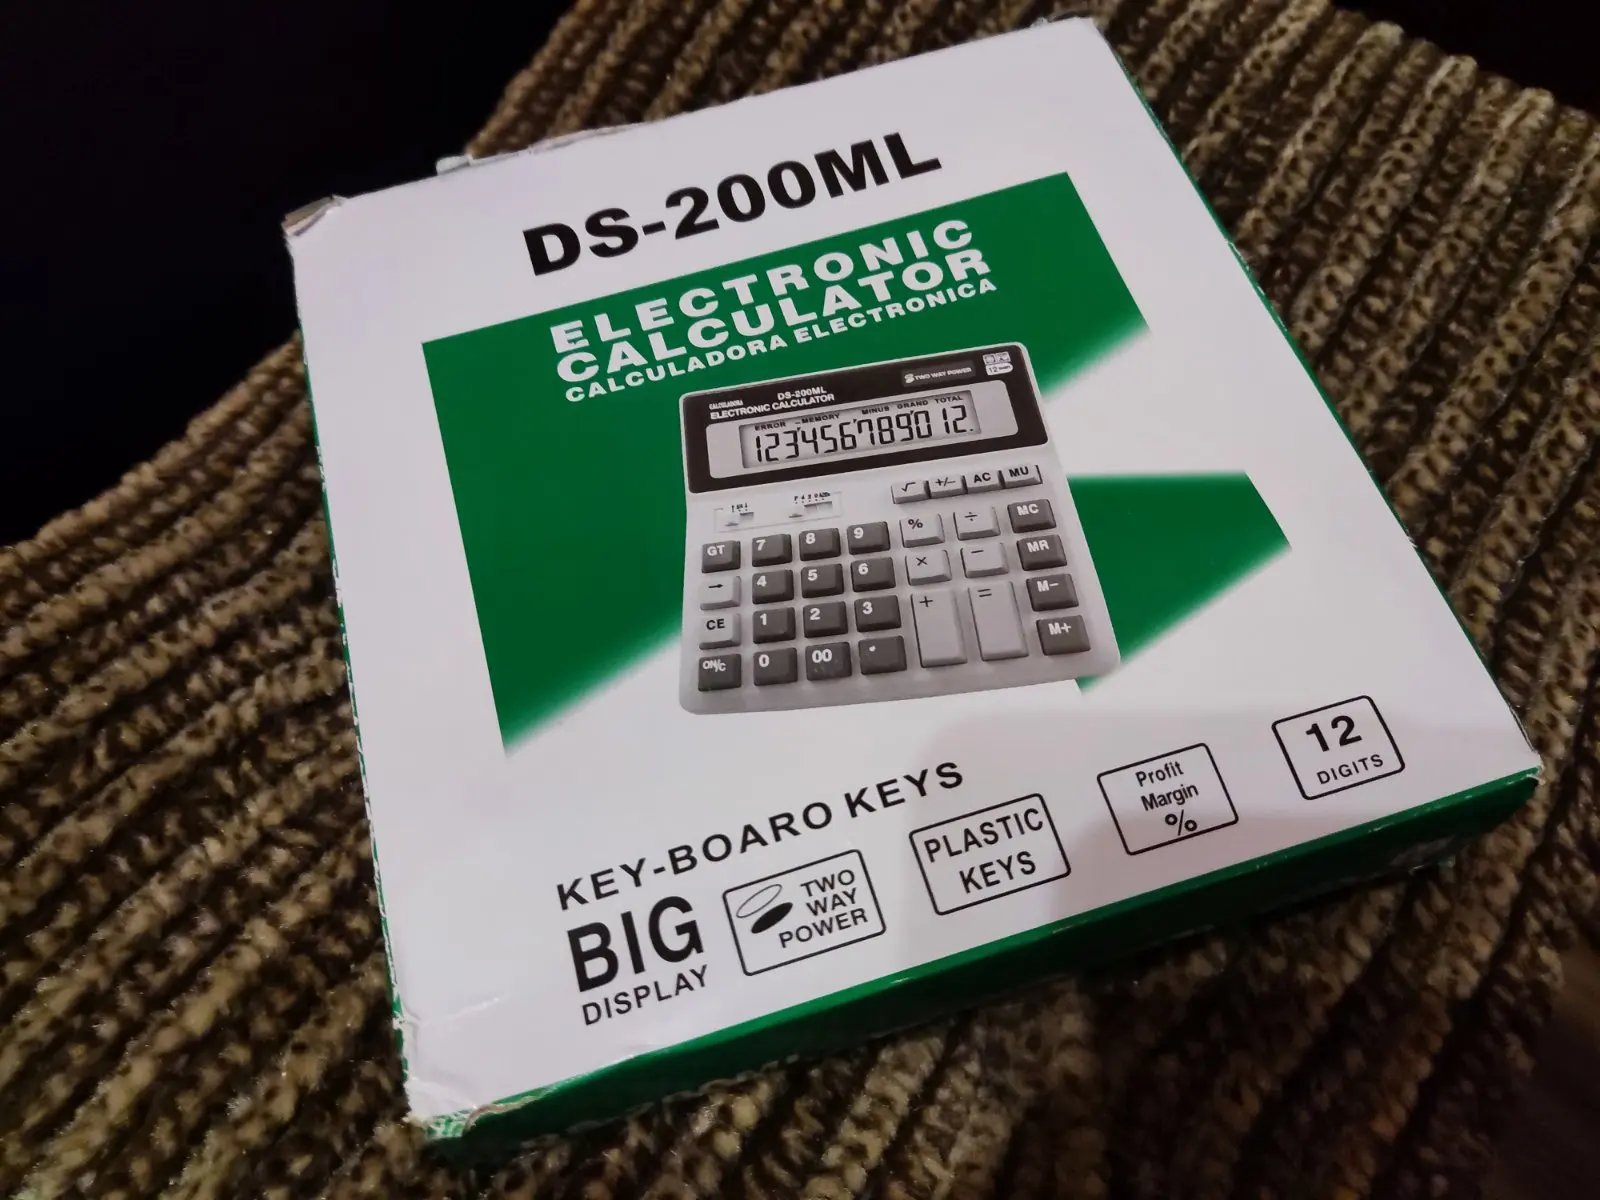 DS-200ML
ELECTRONIC
CALCULATOR
CALCULADORA ELECTRONICA
CALCULADORA
DS-200ML
ELECTRONIC CALCULATOR
TWO WAY POWER
12
ERROR -MEMORY MINUS GRAND TOTAL
123456789012.
√ +/- AC MU
GT 7 8 9 % ÷ MC
→ 4 5 6 × − MR
CE 1 2 3 + = M−
ON/C 0 00 . M+
KEY-BOARO KEYS
BIG
DISPLAY
TWO
WAY
POWER
PLASTIC
KEYS
Profit
Margin
%
12
DIGITS